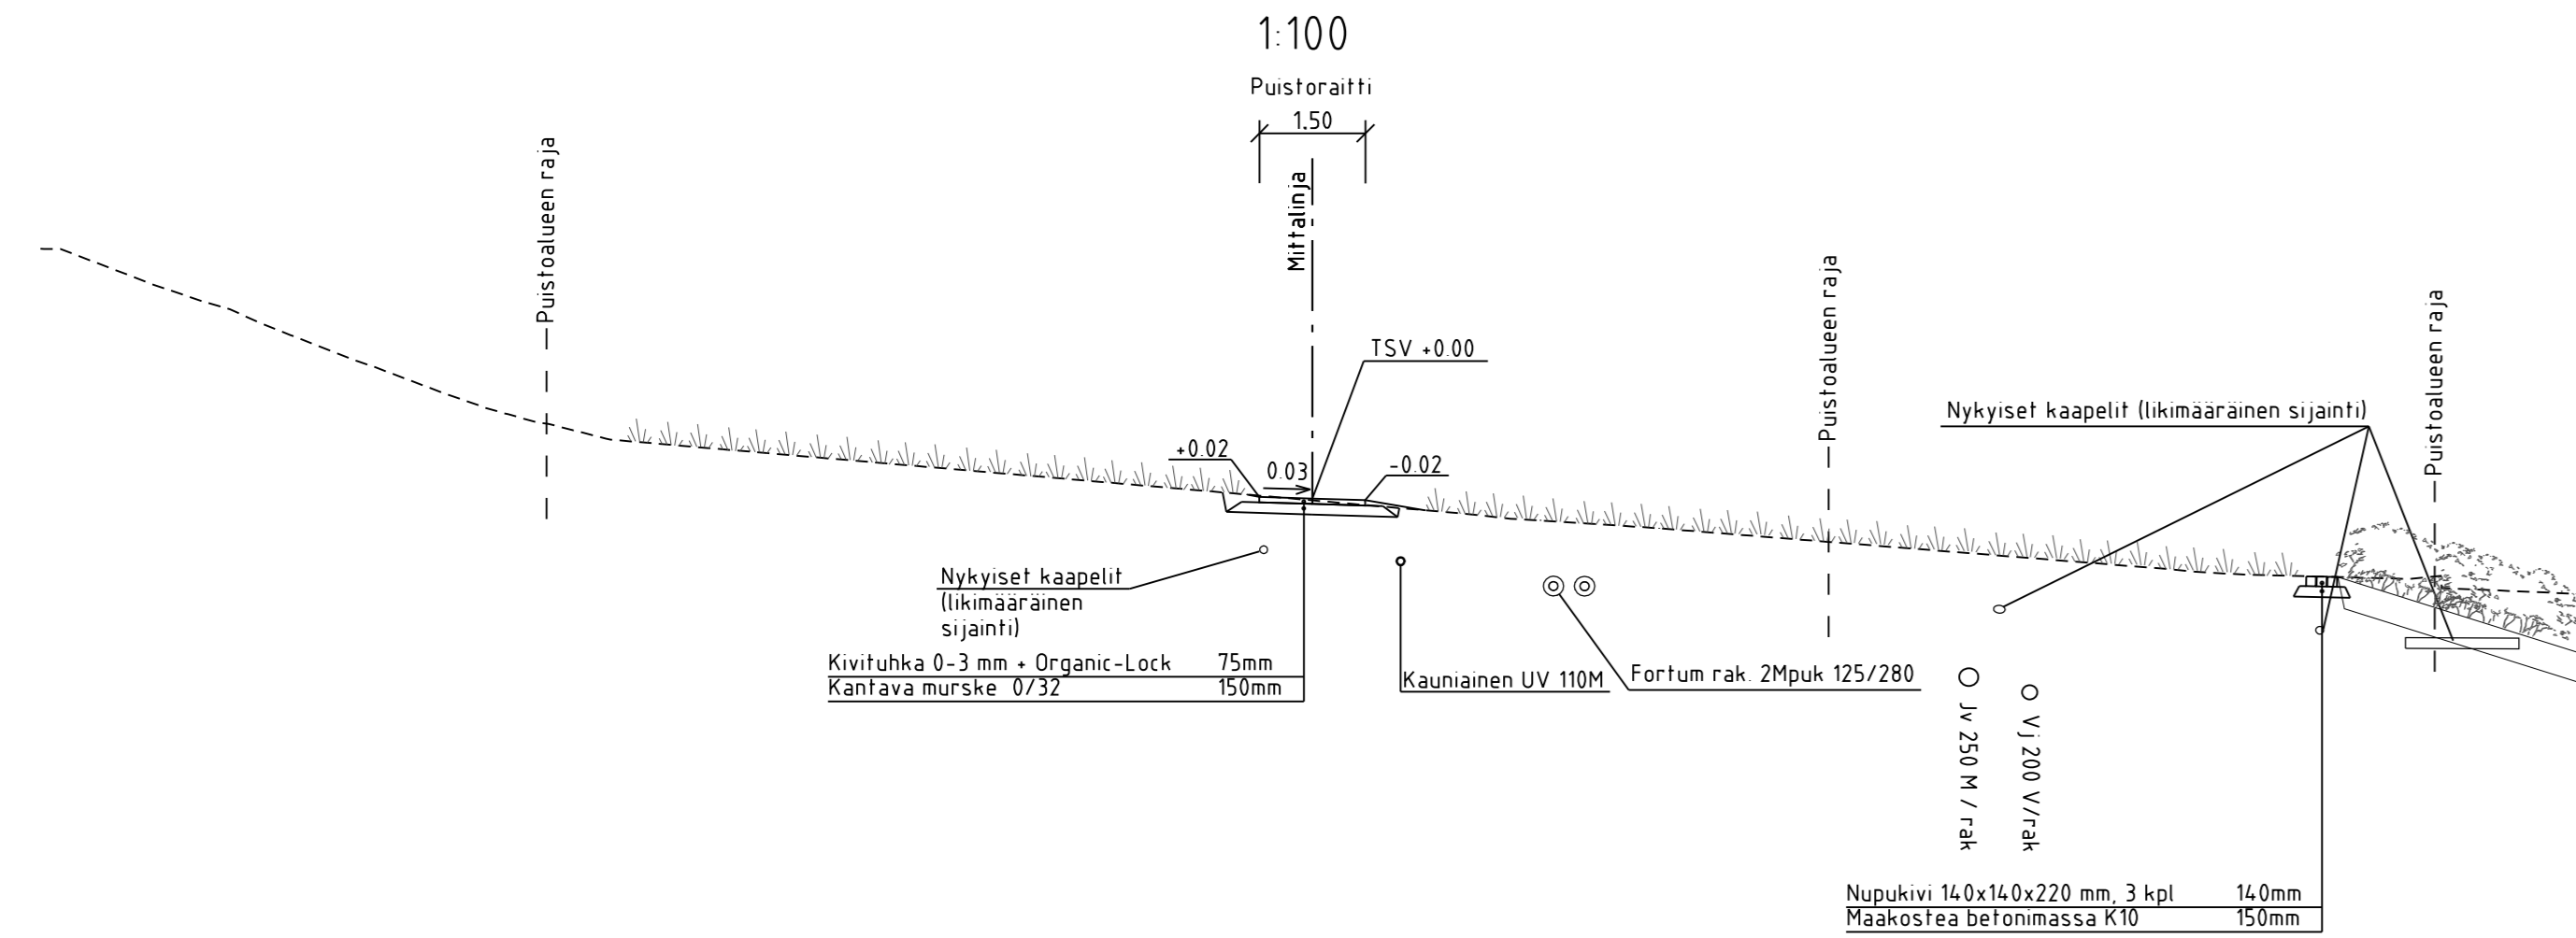 1:100
Puistoraitti
1.50
Puistoalueen raja
Mittalinja
Puistoalueen raja
Puistoalueen raja
TSV +0.00
Nykyiset kaapelit (likimääräinen sijainti)
+0.02
0.03
-0.02
Nykyiset kaapelit
(likimääräinen
sijainti)
Kivituhka 0-3 mm + Organic-Lock 75mm
Kantava murske 0/32 150mm
Kauniainen UV 110M
Fortum rak. 2Mpuk 125/280
Jv 250 M / rak
Vj 200 V/rak
Nupukivi 140x140x220 mm, 3 kpl 140mm
Maakostea betonimassa K10 150mm